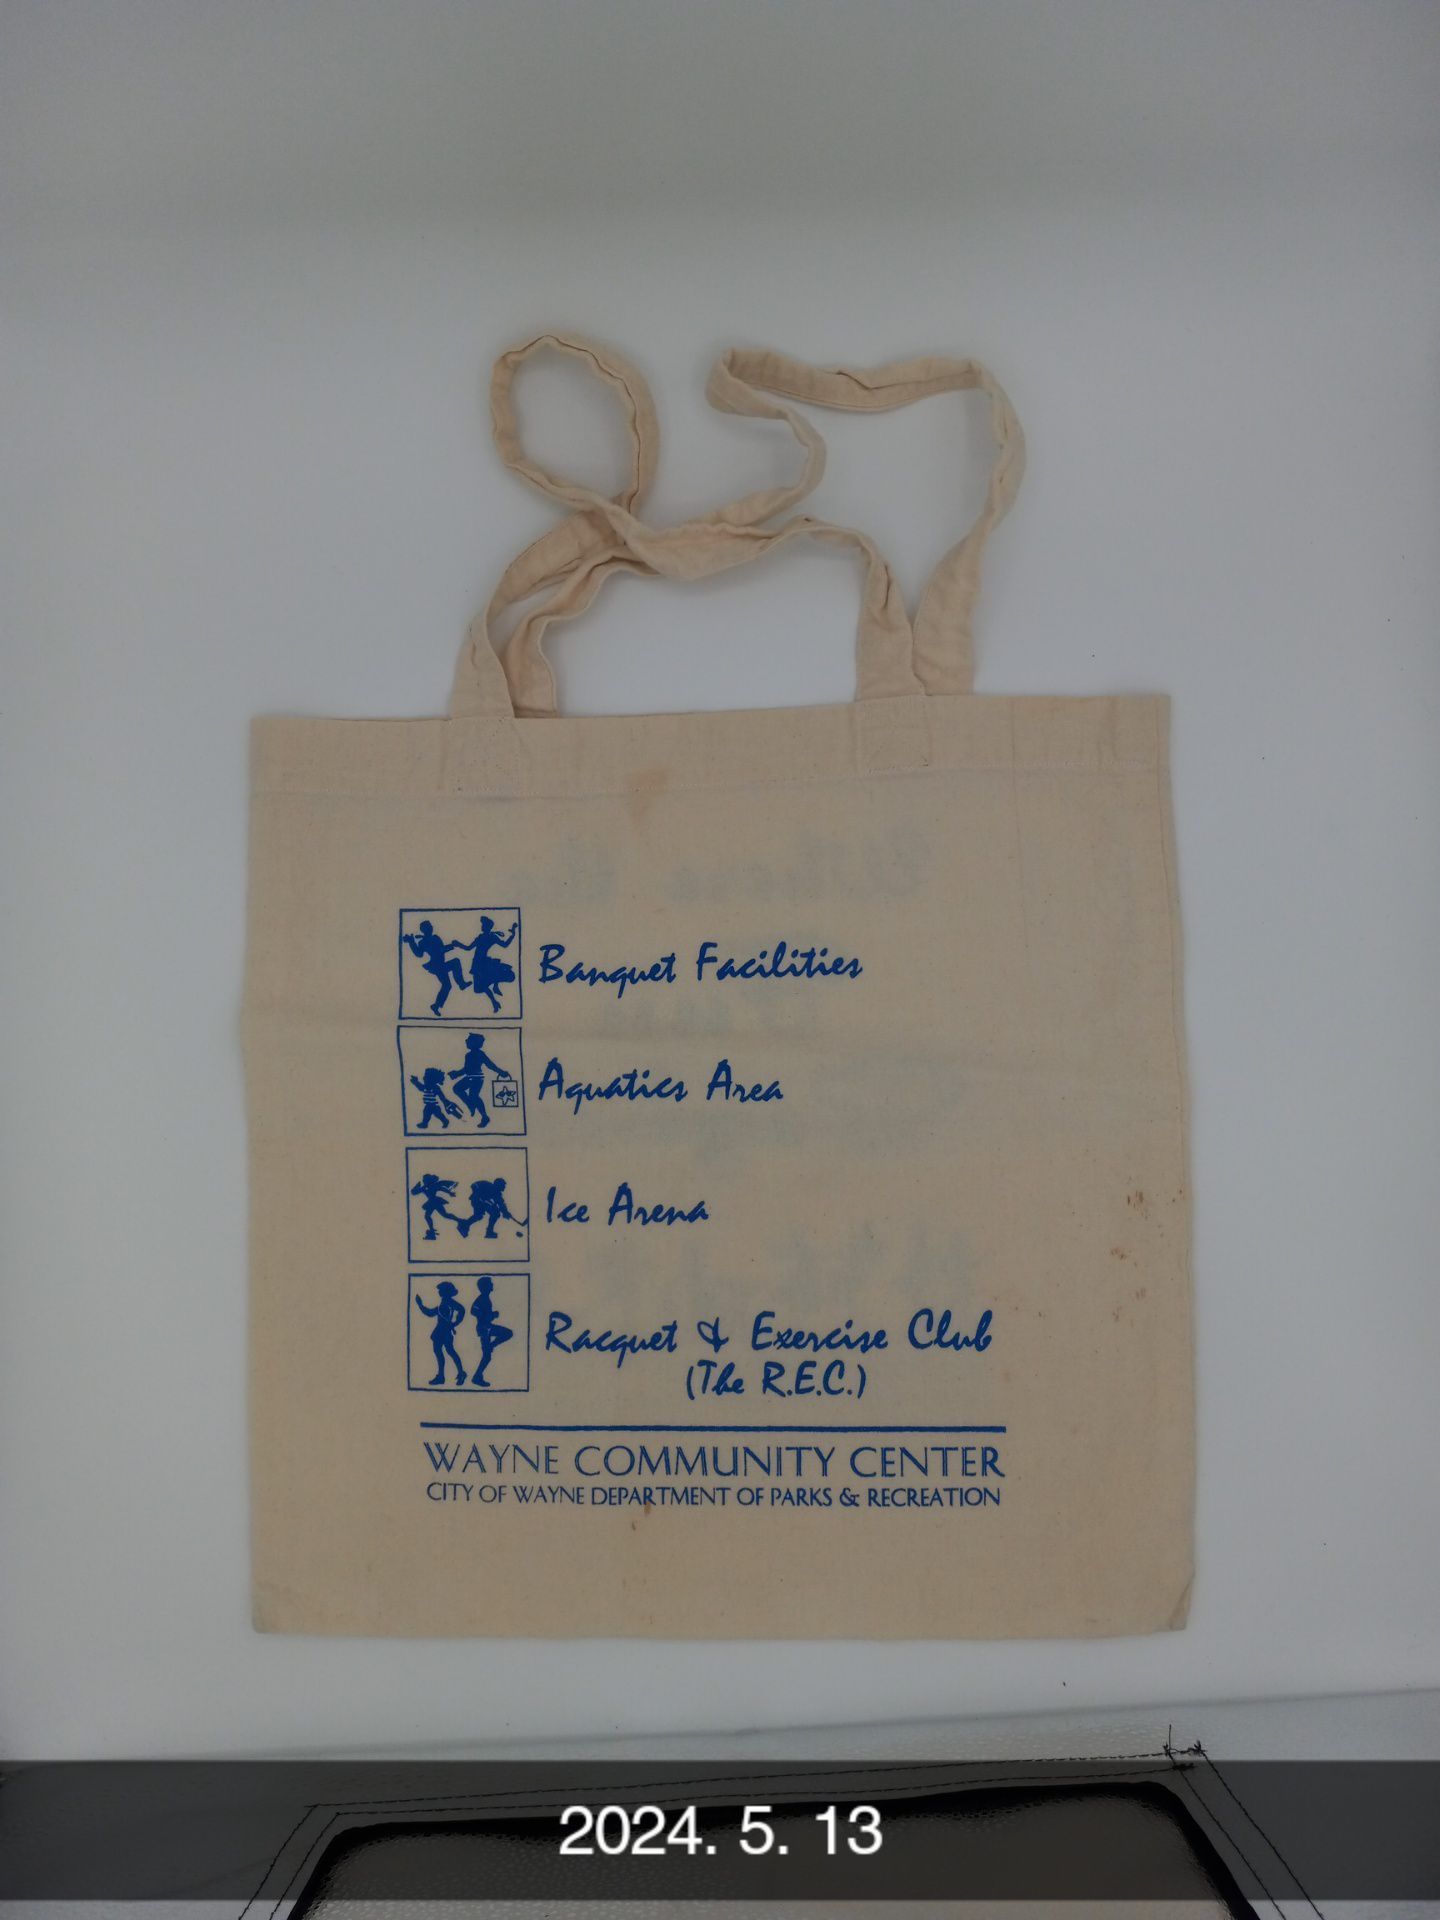 Banquet Facilities
Aquatics Area
Ice Arena
Racquet & Exercise Club
(The R.E.C.)
WAYNE COMMUNITY CENTER
CITY OF WAYNE DEPARTMENT OF PARKS & RECREATION
2024. 5. 13